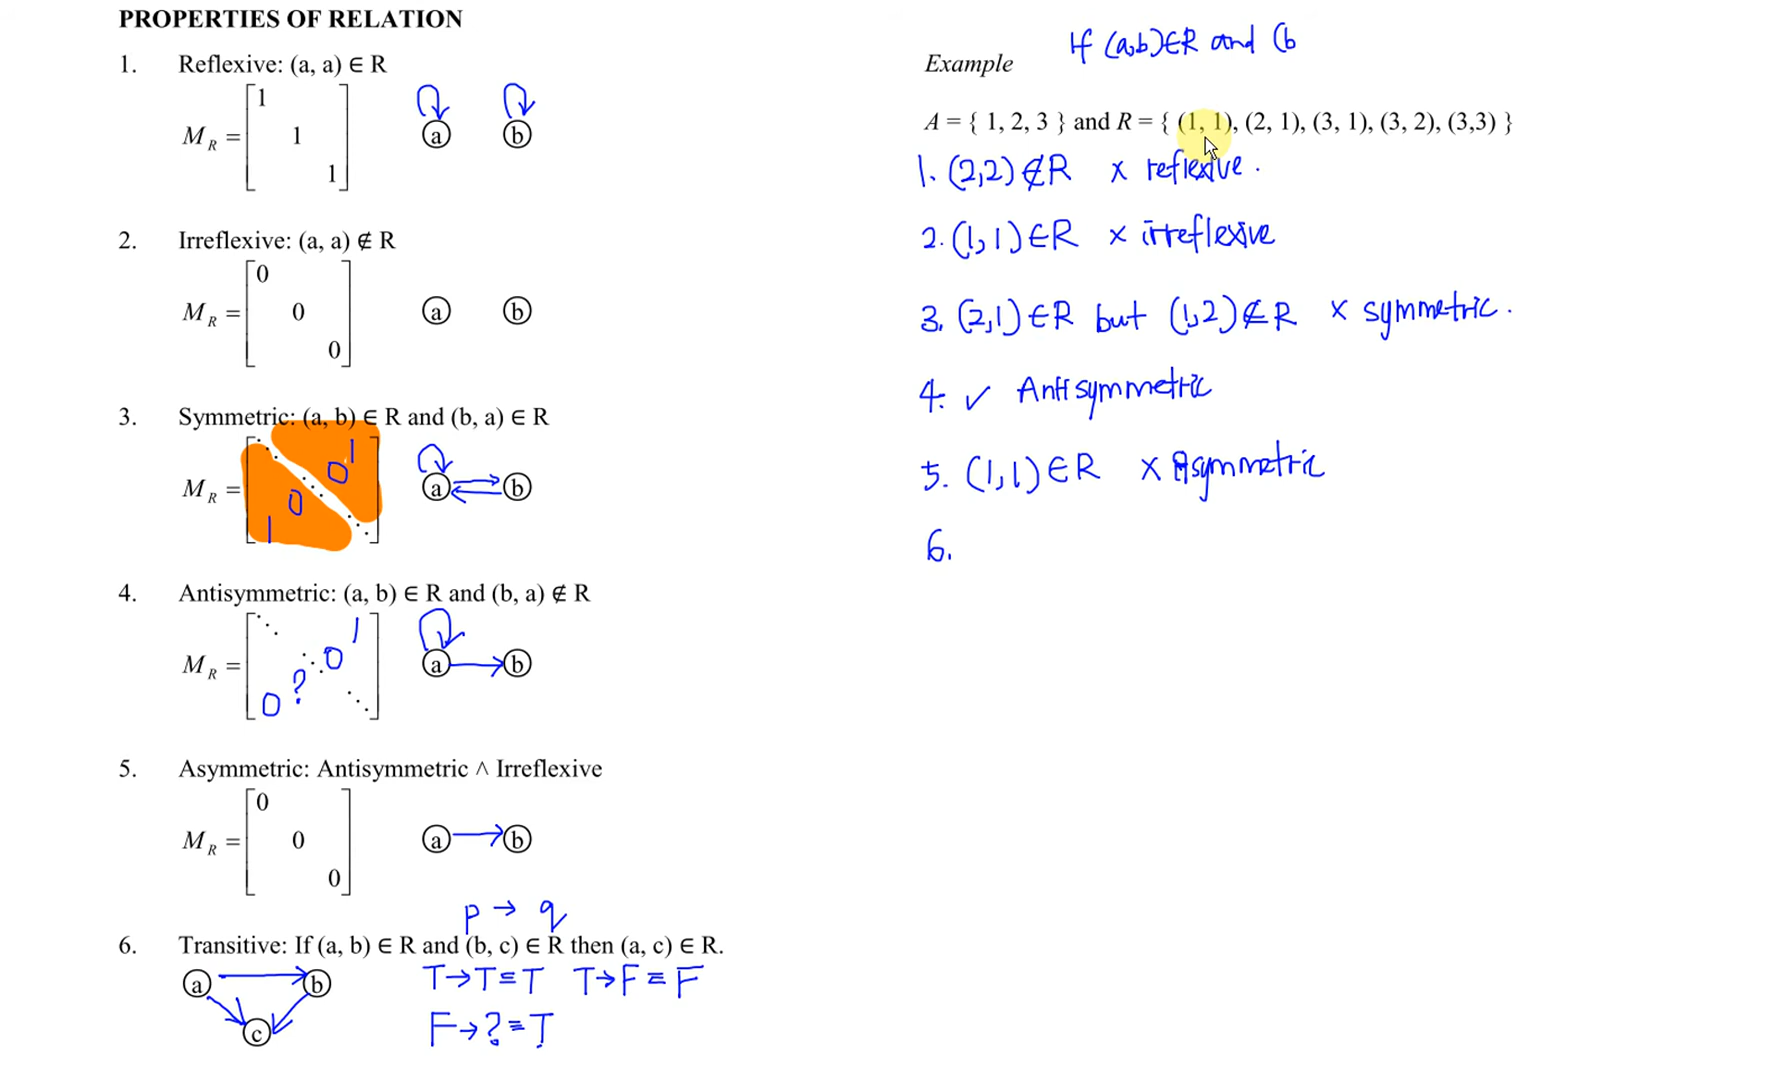 PROPERTIES OF RELATION
1. Reflexive: (a, a) ∈ R
M_R = [1 1 1]
a b
2. Irreflexive: (a, a) ∉ R
M_R = [0 0 0]
a b
3. Symmetric: (a, b) ∈ R and (b, a) ∈ R
M_R = [1 0 0 1]
a b
4. Antisymmetric: (a, b) ∈ R and (b, a) ∉ R
M_R = [1 0 ? 0]
a b
5. Asymmetric: Antisymmetric ∧ Irreflexive
M_R = [0 0 0]
a b
p → q
6. Transitive: If (a, b) ∈ R and (b, c) ∈ R then (a, c) ∈ R.
a b c
T→T≡T T→F≡F
F→?≡T
If (a,b)∈R and (b
Example
A = { 1, 2, 3 } and R = { (1, 1), (2, 1), (3, 1), (3, 2), (3,3) }
1. (2,2) ∉R × reflexive.
2. (1,1)∈R × irreflexive
3. (2,1)∈R but (1,2)∉R × symmetric.
4. ✓ Antisymmetric
5. (1,1)∈R × Asymmetric
6.